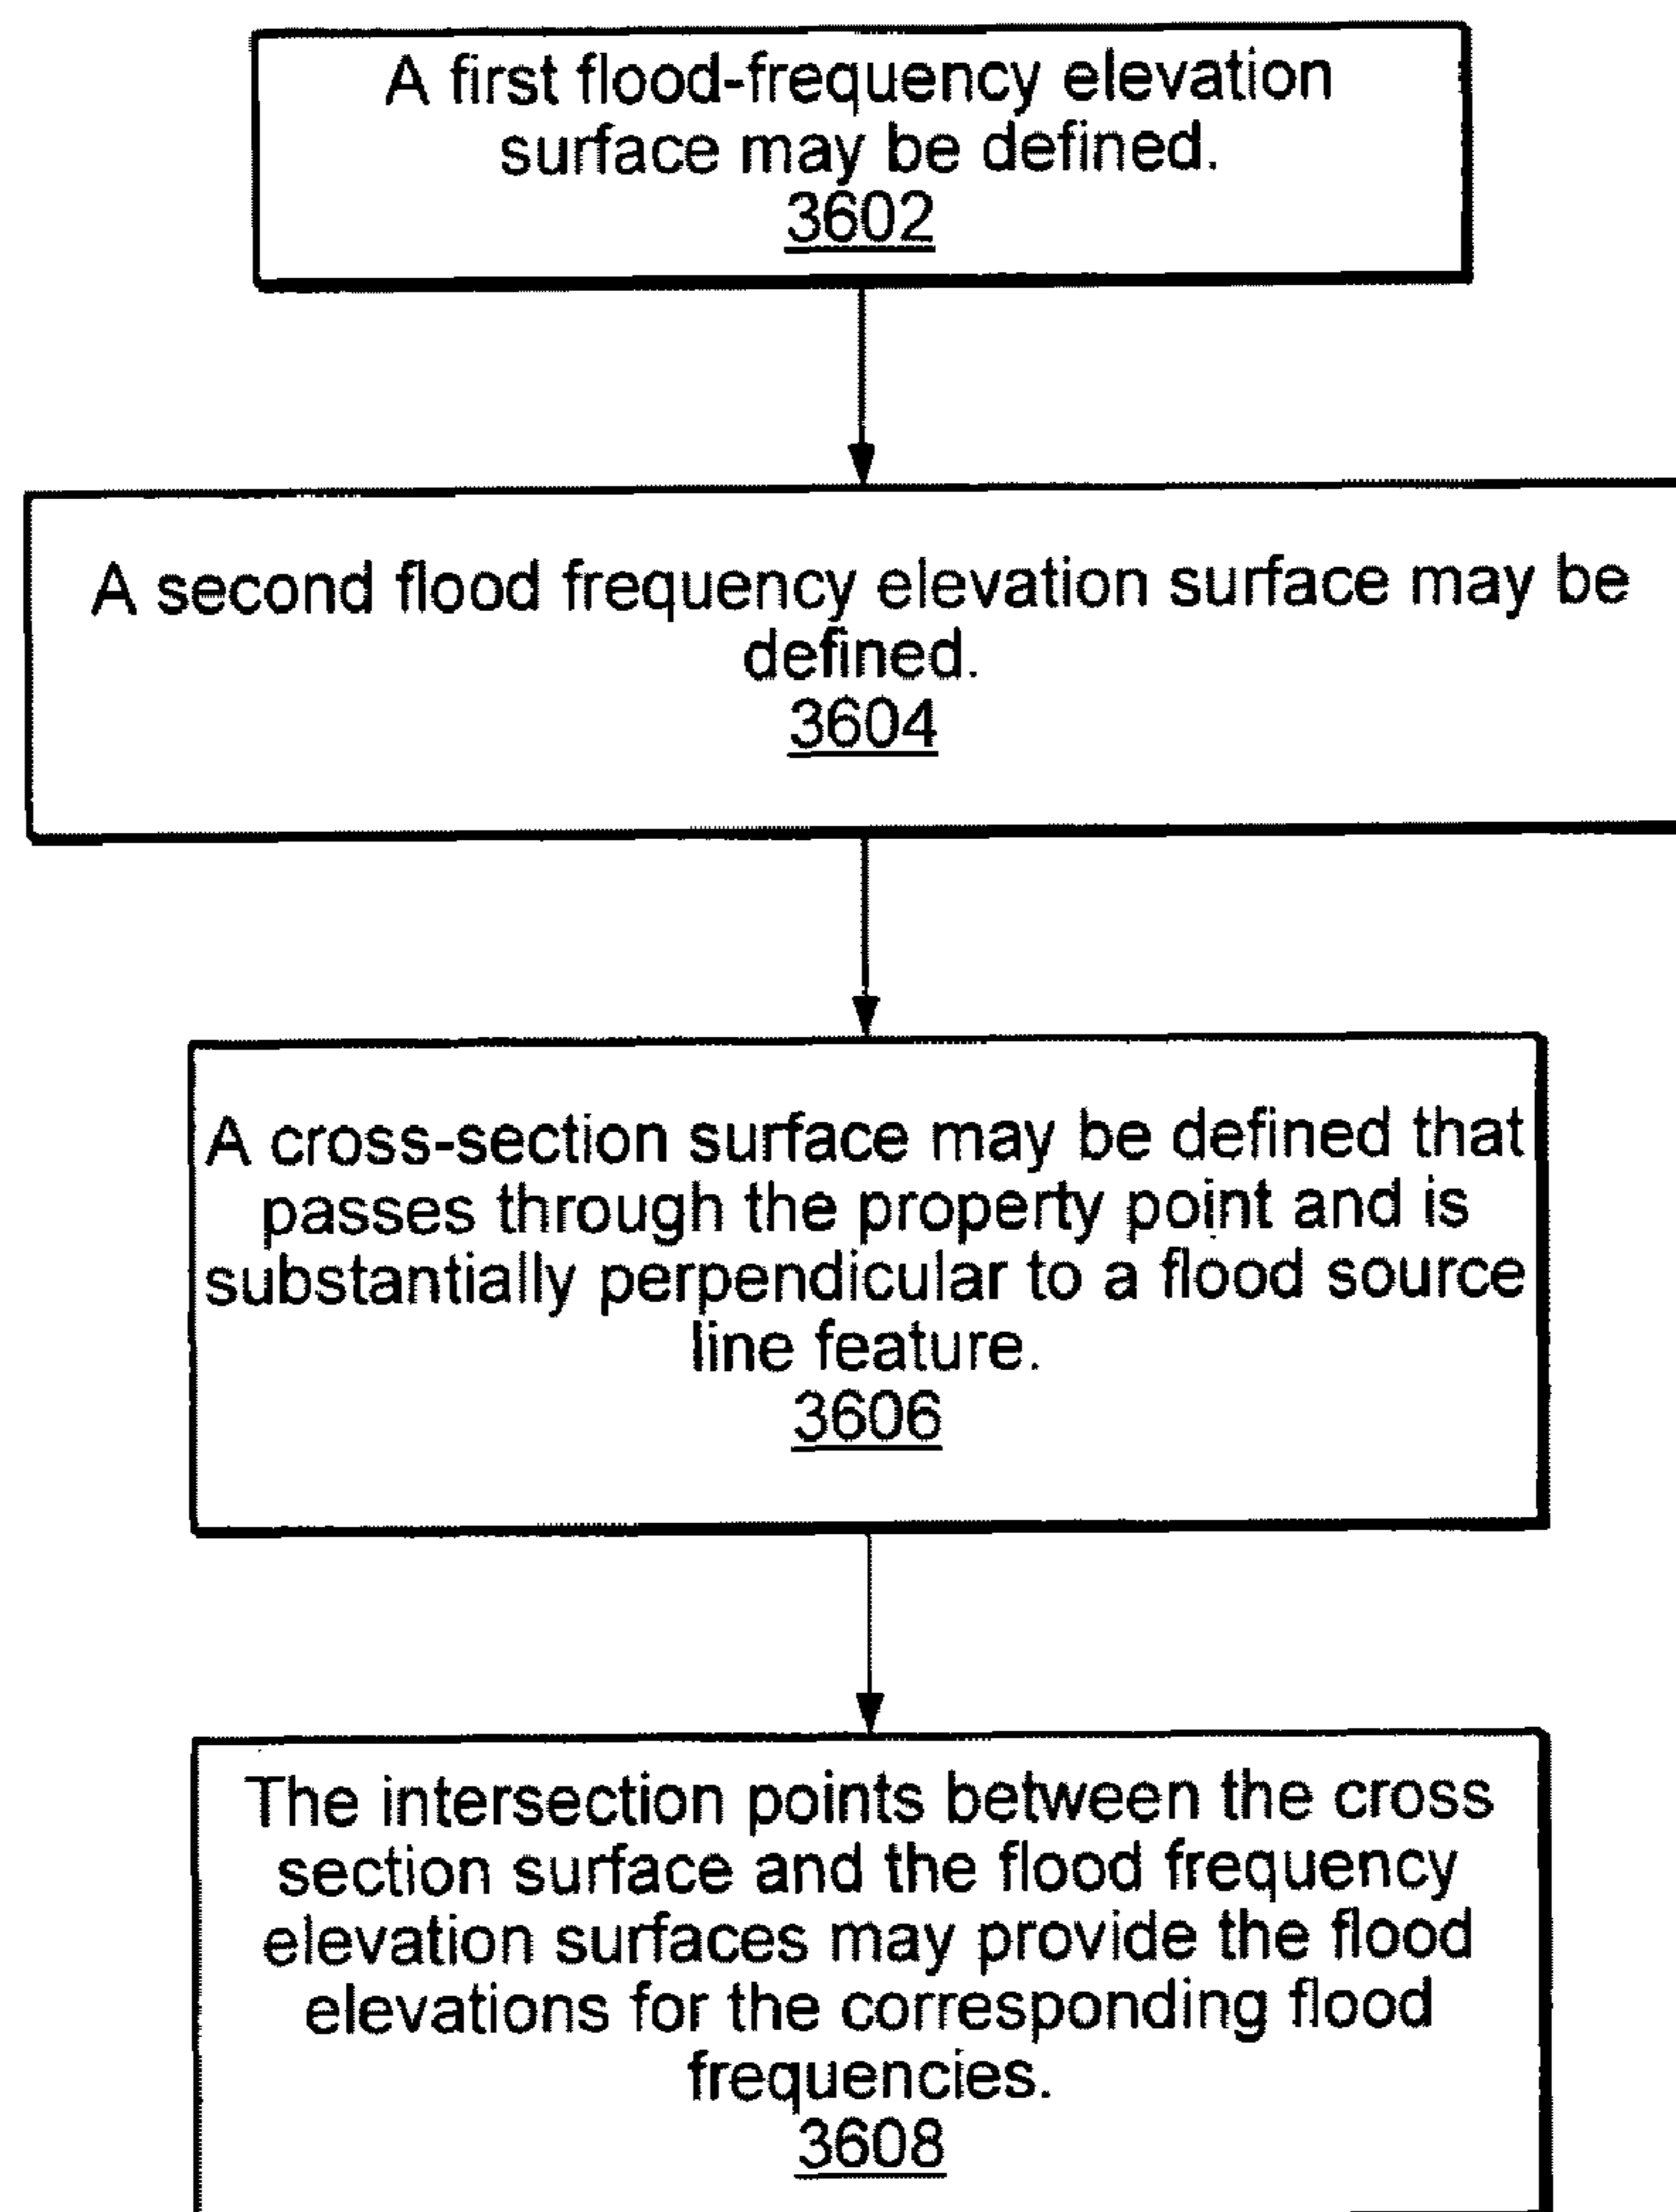 A first flood-frequency elevation
surface may be defined.
3602
A second flood frequency elevation surface may be
defined.
3604
A cross-section surface may be defined that
passes through the property point and is
substantially perpendicular to a flood source
line feature.
3606
The intersection points between the cross
section surface and the flood frequency
elevation surfaces may provide the flood
elevations for the corresponding flood
frequencies.
3608